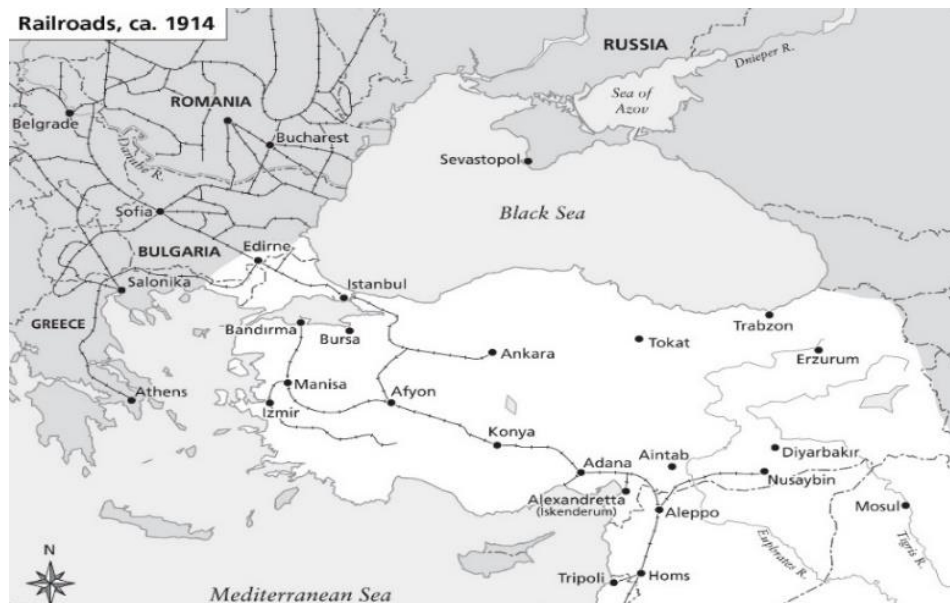 Railroads, ca. 1914
RUSSIA
Dnieper R.
Sea of
Azov
ROMANIA
Belgrade
Bucharest
Danube R.
Sevastopol
Black Sea
Sofia
BULGARIA
Edirne
Istanbul
Salonika
Bandırma
Bursa
Trabzon
GREECE
Ankara
Tokat
Erzurum
Manisa
Afyon
Athens
Izmir
Konya
Adana
Aintab
Diyarbakır
Nusaybin
Alexandretta
(Iskenderum)
Aleppo
Mosul
N
Euphrates R.
Tigris R.
Tripoli
Homs
Mediterranean Sea